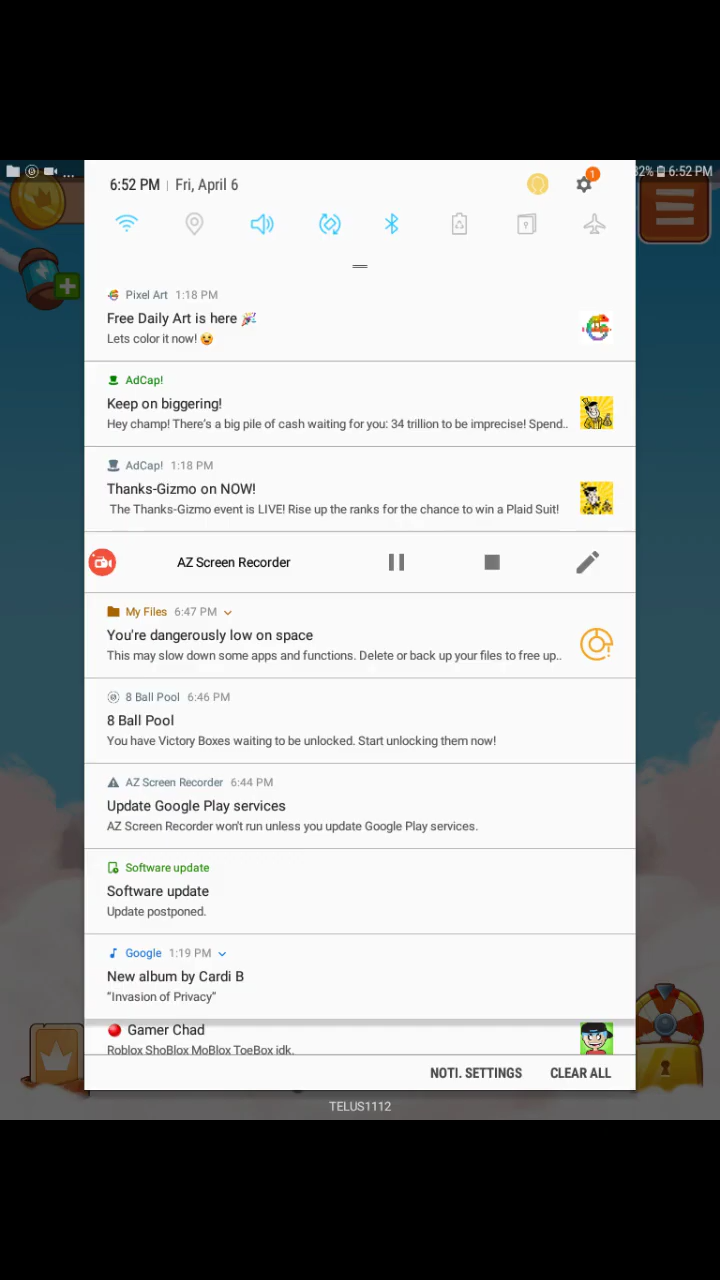 32% 6:52 PM
6:52 PM | Fri, April 6
1
Pixel Art 1:18 PM
Free Daily Art is here 🎉
Lets color it now! 😉
AdCap!
Keep on biggering!
Hey champ! There's a big pile of cash waiting for you: 34 trillion to be imprecise! Spend..
AdCap! 1:18 PM
Thanks-Gizmo on NOW!
The Thanks-Gizmo event is LIVE! Rise up the ranks for the chance to win a Plaid Suit!
AZ Screen Recorder
My Files 6:47 PM
You're dangerously low on space
This may slow down some apps and functions. Delete or back up your files to free up..
8 Ball Pool 6:46 PM
8 Ball Pool
You have Victory Boxes waiting to be unlocked. Start unlocking them now!
AZ Screen Recorder 6:44 PM
Update Google Play services
AZ Screen Recorder won't run unless you update Google Play services.
Software update
Software update
Update postponed.
Google 1:19 PM
New album by Cardi B
“Invasion of Privacy”
🔴 Gamer Chad
Roblox ShoBlox MoBlox ToeBox idk.
NOTI. SETTINGS CLEAR ALL
TELUS1112